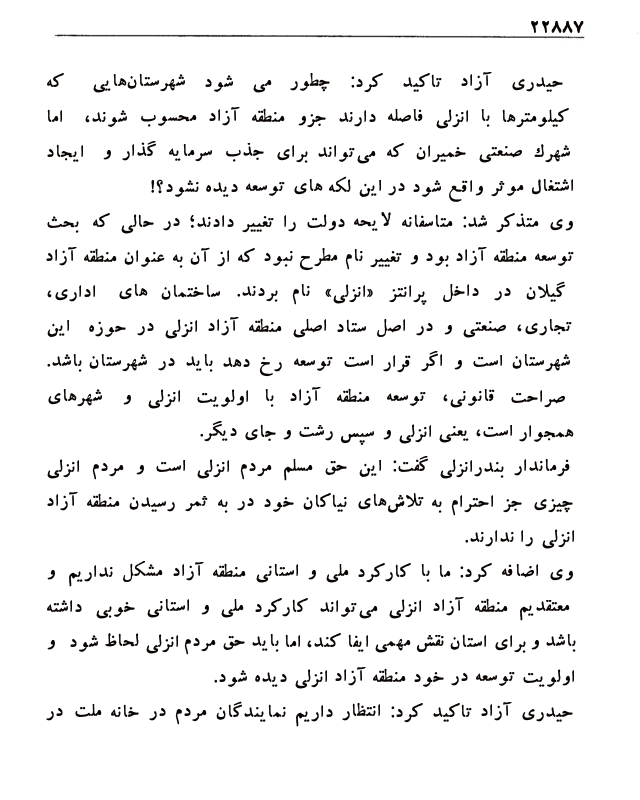 ۲۲۸۸۷
حیدری آزاد تاکید کرد: چطور می شود شهرستان‌هایی که
کیلومترها با انزلی فاصله دارند جزو منطقه آزاد محسوب شوند، اما
شهرك صنعتی خمیران که می‌تواند برای جذب سرمایه گذار و ایجاد
اشتغال موثر واقع شود در این لکه های توسعه دیده نشود؟!
وی متذکر شد: متاسفانه لایحه دولت را تغییر دادند؛ در حالی که بحث
توسعه منطقه آزاد بود و تغییر نام مطرح نبود که از آن به عنوان منطقه آزاد
گیلان در داخل پرانتز «انزلی» نام بردند. ساختمان های اداری،
تجاری، صنعتی و در اصل ستاد اصلی منطقه آزاد انزلی در حوزه این
شهرستان است و اگر قرار است توسعه رخ دهد باید در شهرستان باشد.
صراحت قانونی، توسعه منطقه آزاد با اولویت انزلی و شهرهای
همجوار است، یعنی انزلی و سپس رشت و جای دیگر.
فرماندار بندرانزلی گفت: این حق مسلم مردم انزلی است و مردم انزلی
چیزی جز احترام به تلاش‌های نیاکان خود در به ثمر رسیدن منطقه آزاد
انزلی را ندارند.
وی اضافه کرد: ما با کارکرد ملی و استانی منطقه آزاد مشکل نداریم و
معتقدیم منطقه آزاد انزلی می‌تواند کارکرد ملی و استانی خوبی داشته
باشد و برای استان نقش مهمی ایفا کند، اما باید حق مردم انزلی لحاظ شود و
اولویت توسعه در خود منطقه آزاد انزلی دیده شود.
حیدری آزاد تاکید کرد: انتظار داریم نمایندگان مردم در خانه ملت در